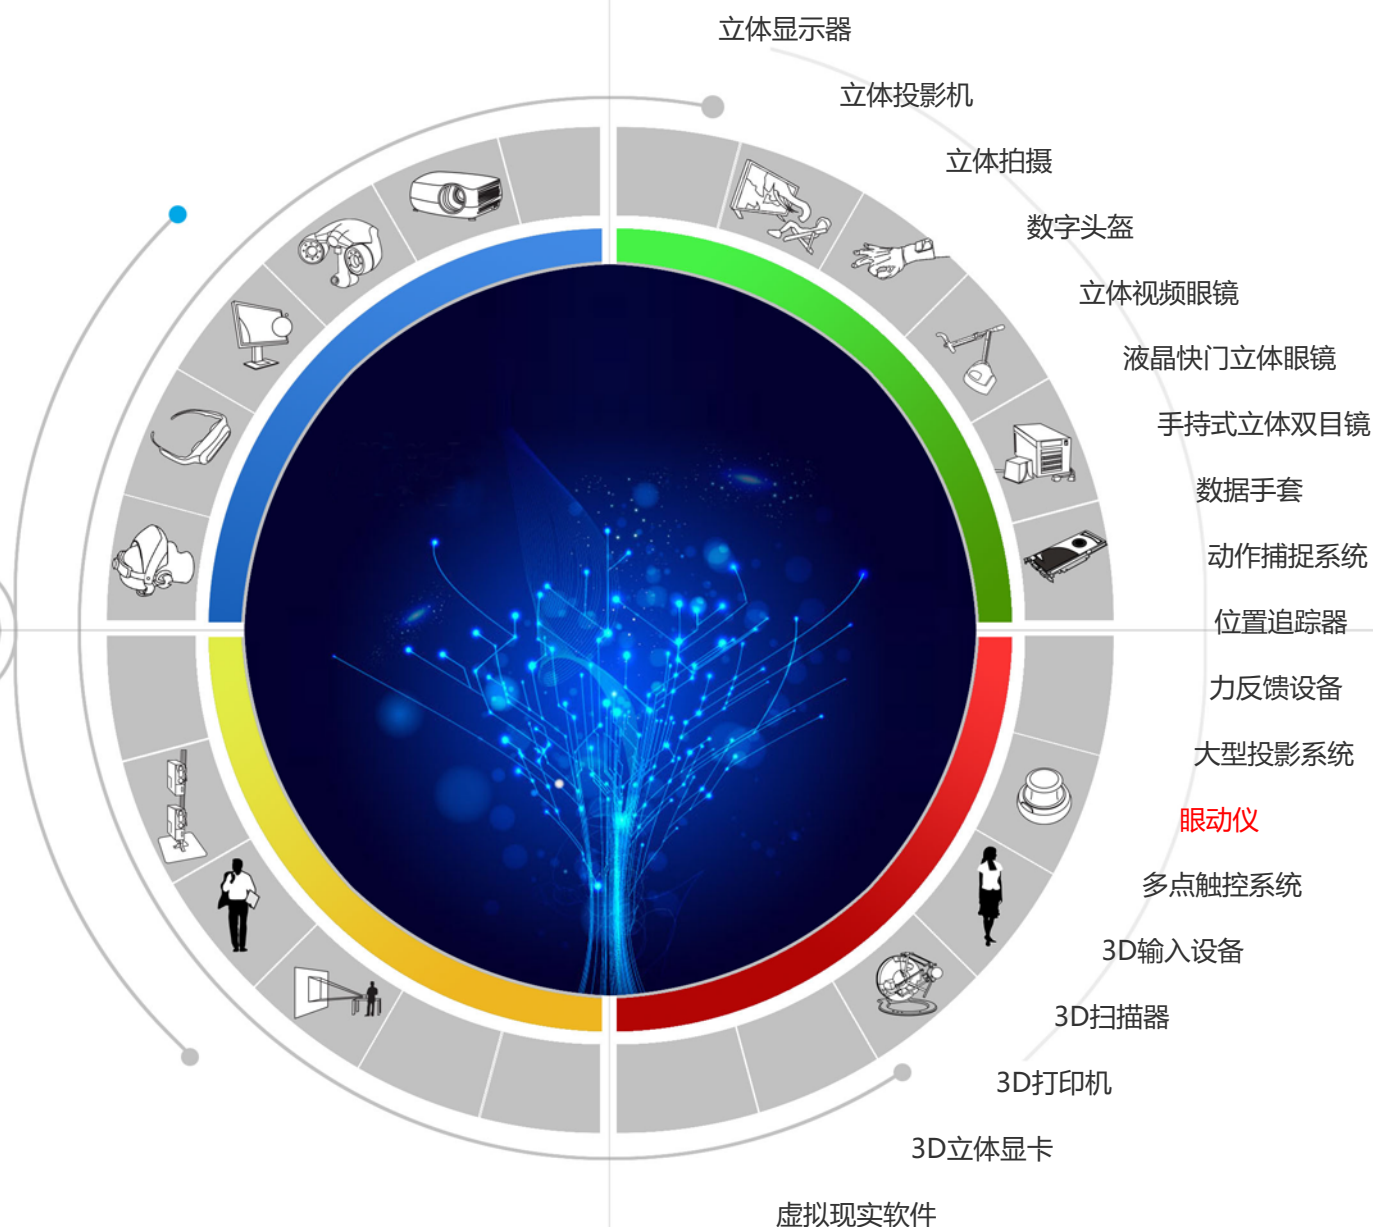 立体显示器
立体投影机
立体拍摄
数字头盔
立体视频眼镜
液晶快门立体眼镜
手持式立体双目镜
数据手套
动作捕捉系统
位置追踪器
力反馈设备
大型投影系统
眼动仪
多点触控系统
3D输入设备
3D扫描器
3D打印机
3D立体显卡
虚拟现实软件